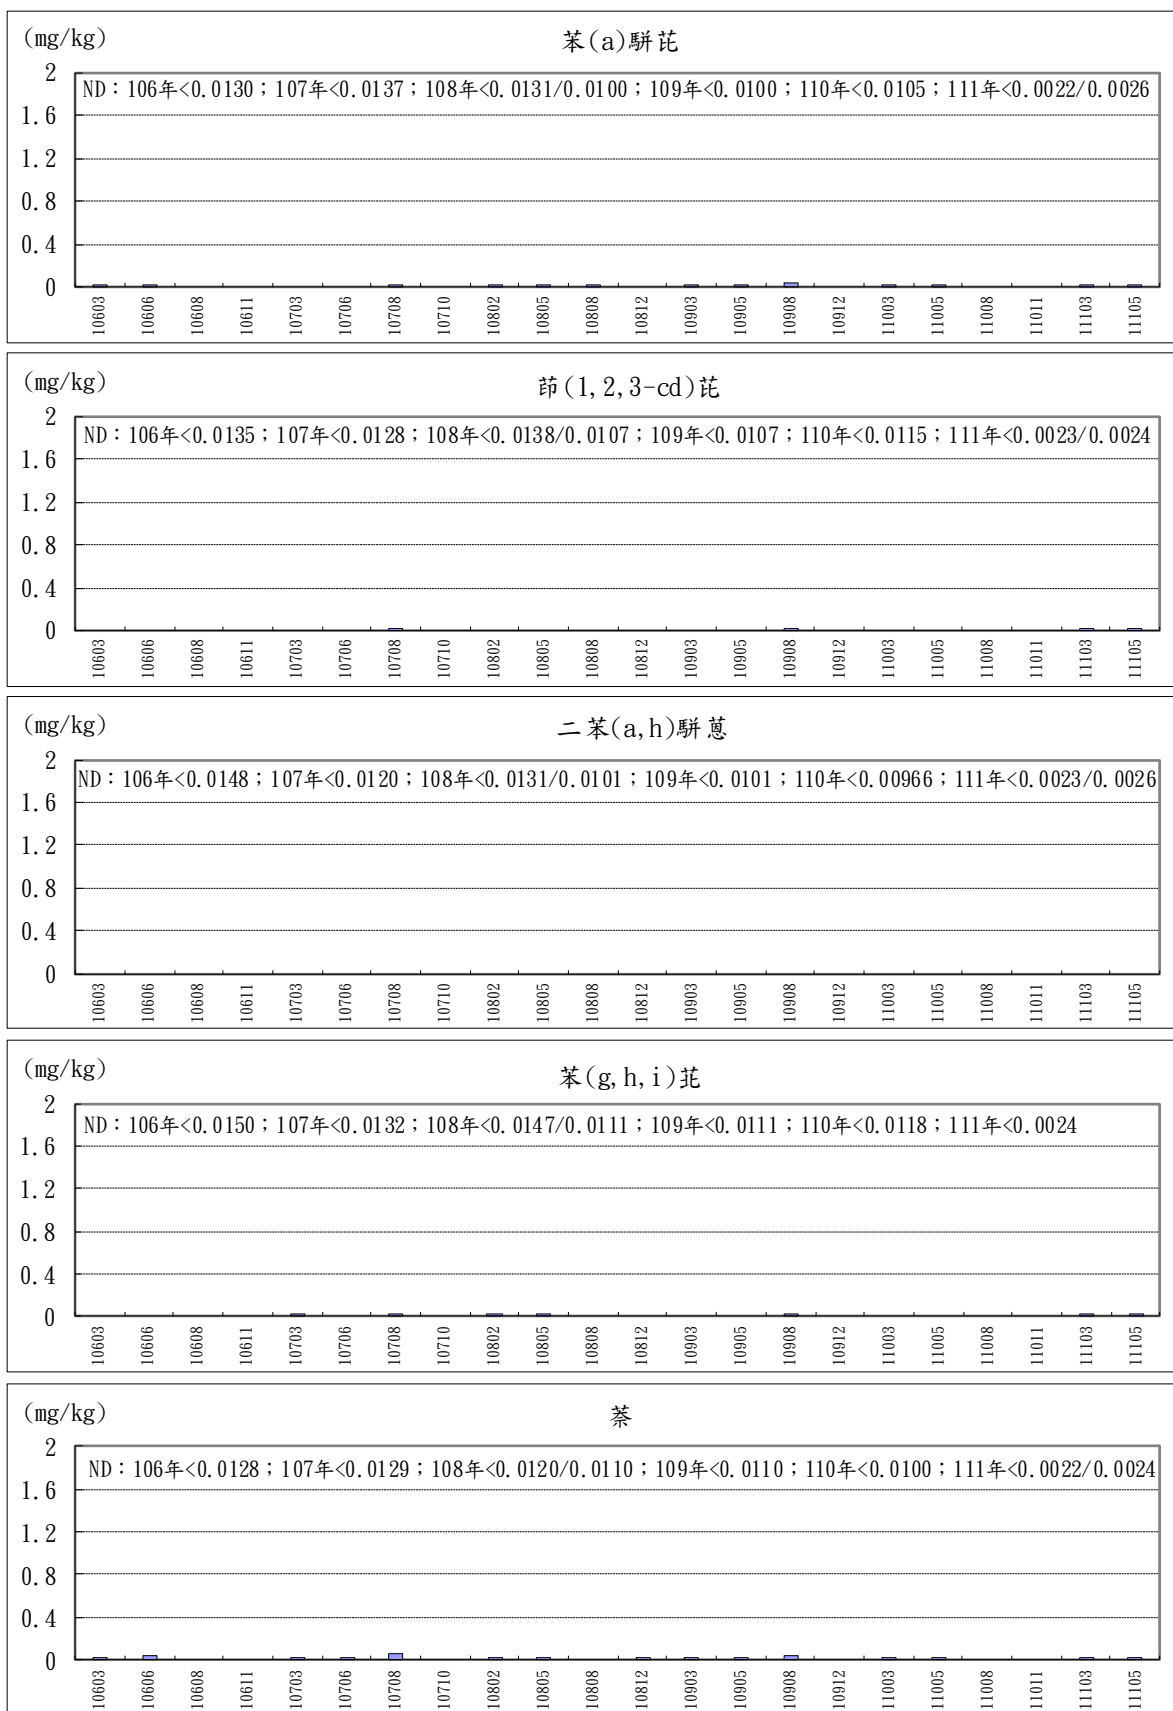 (mg/kg)
苯(a)駢芘
2
ND：106年<0.0130；107年<0.0137；108年<0.0131/0.0100；109年<0.0100；110年<0.0105；111年<0.0022/0.0026
1.6
1.2
0.8
0.4
0
10603 10606 10608 10611 10703 10706 10708 10710 10802 10805 10808 10812 10903 10905 10908 10912 11003 11005 11008 11011 11103 11105
(mg/kg)
茚(1,2,3-cd)芘
2
ND：106年<0.0135；107年<0.0128；108年<0.0138/0.0107；109年<0.0107；110年<0.0115；111年<0.0023/0.0024
1.6
1.2
0.8
0.4
0
10603 10606 10608 10611 10703 10706 10708 10710 10802 10805 10808 10812 10903 10905 10908 10912 11003 11005 11008 11011 11103 11105
(mg/kg)
二苯(a,h)駢蒽
2
ND：106年<0.0148；107年<0.0120；108年<0.0131/0.0101；109年<0.0101；110年<0.00966；111年<0.0023/0.0026
1.6
1.2
0.8
0.4
0
10603 10606 10608 10611 10703 10706 10708 10710 10802 10805 10808 10812 10903 10905 10908 10912 11003 11005 11008 11011 11103 11105
(mg/kg)
苯(g,h,i)苝
2
ND：106年<0.0150；107年<0.0132；108年<0.0147/0.0111；109年<0.0111；110年<0.0118；111年<0.0024
1.6
1.2
0.8
0.4
0
10603 10606 10608 10611 10703 10706 10708 10710 10802 10805 10808 10812 10903 10905 10908 10912 11003 11005 11008 11011 11103 11105
(mg/kg)
萘
2
ND：106年<0.0128；107年<0.0129；108年<0.0120/0.0110；109年<0.0110；110年<0.0100；111年<0.0022/0.0024
1.6
1.2
0.8
0.4
0
10603 10606 10608 10611 10703 10706 10708 10710 10802 10805 10808 10812 10903 10905 10908 10912 11003 11005 11008 11011 11103 11105